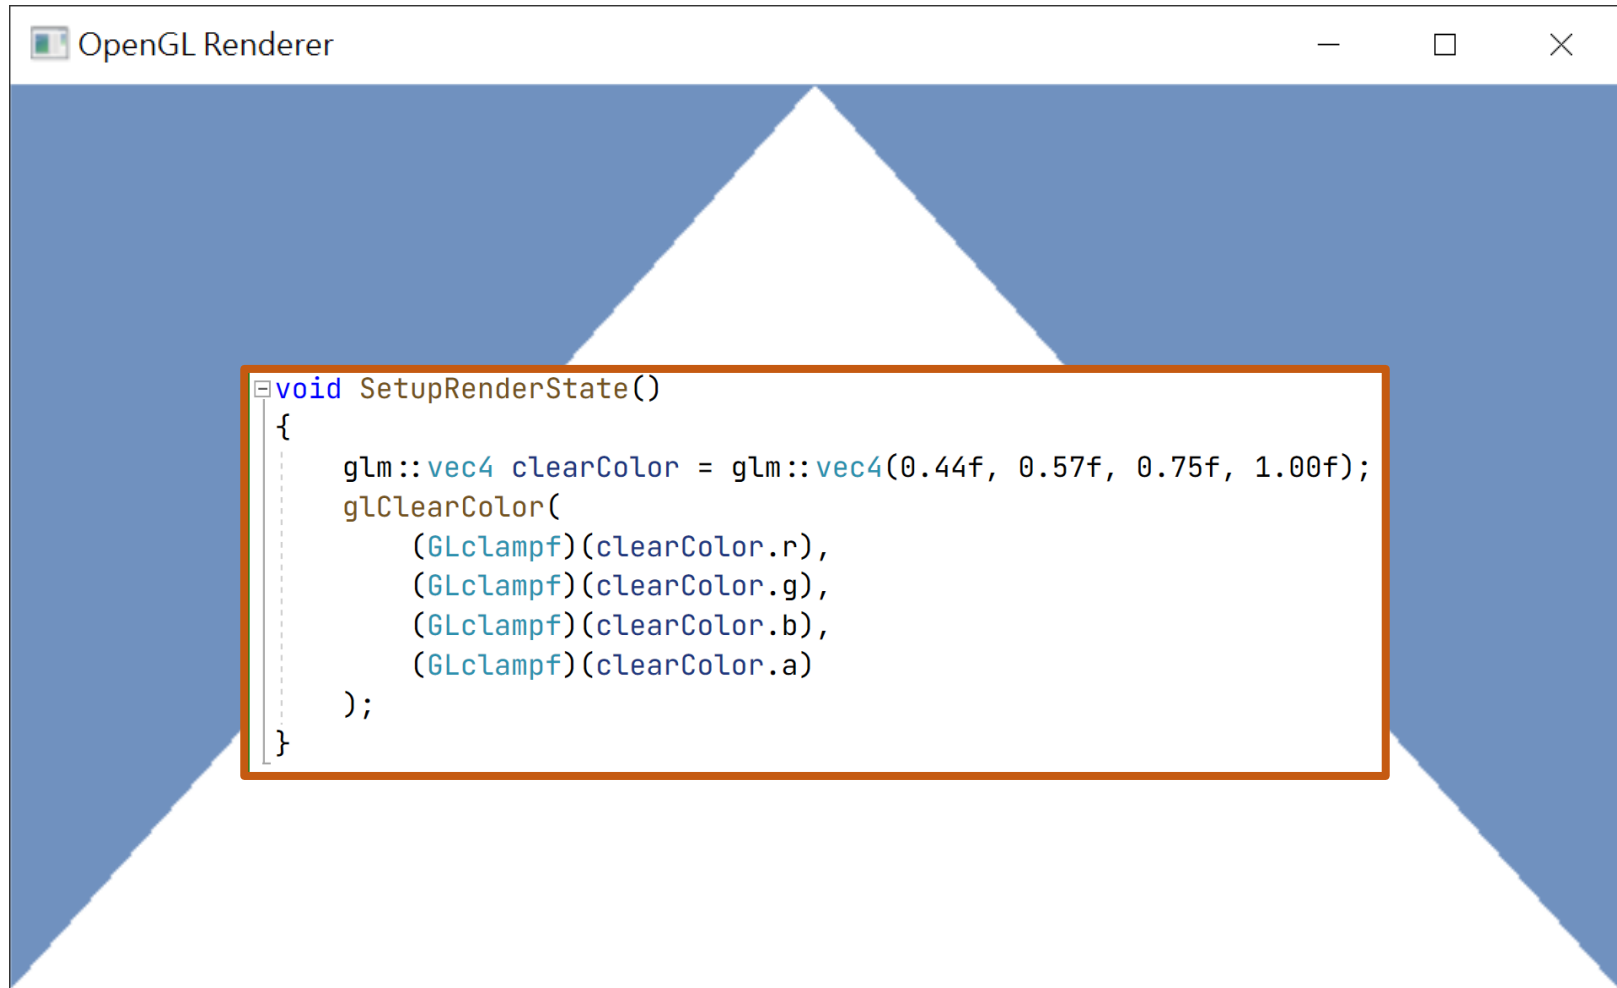 OpenGL Renderer
void SetupRenderState()
{
    glm::vec4 clearColor = glm::vec4(0.44f, 0.57f, 0.75f, 1.00f);
    glClearColor(
        (GLclampf)(clearColor.r),
        (GLclampf)(clearColor.g),
        (GLclampf)(clearColor.b),
        (GLclampf)(clearColor.a)
    );
}